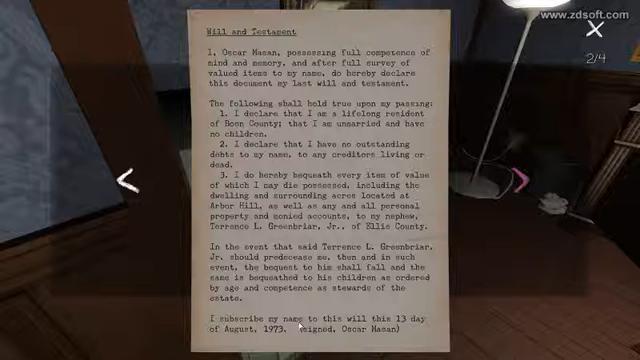 www.zdsoft.com
2/4
Will and Testament
I, Oscar Masan, possessing full competence of
mind and memory, and after full survey of
valued items to my name, do hereby declare
this document my last will and testament.
The following shall hold true upon my passing:
1. I declare that I am a lifelong resident
of Boon County; that I am unmarried and have
no children.
2. I declare that I have no outstanding
debts to my name, to any creditors living or
dead.
3. I do hereby bequeath every item of value
of which I may die possessed, including the
dwelling and surrounding acres located at
Arbor Hill, as well as any and all personal
property and monied accounts, to my nephew,
Terrence L. Greenbriar, Jr., of Ellis County.
In the event that said Terrence L. Greenbriar,
Jr. should predecease me, then and in such
event, the bequest to him shall fall and the
same is bequeathed to his children as ordered
by age and competence as stewards of the
estate.
I subscribe my name to this will this 13 day
of August, 1973. (signed, Oscar Masan)